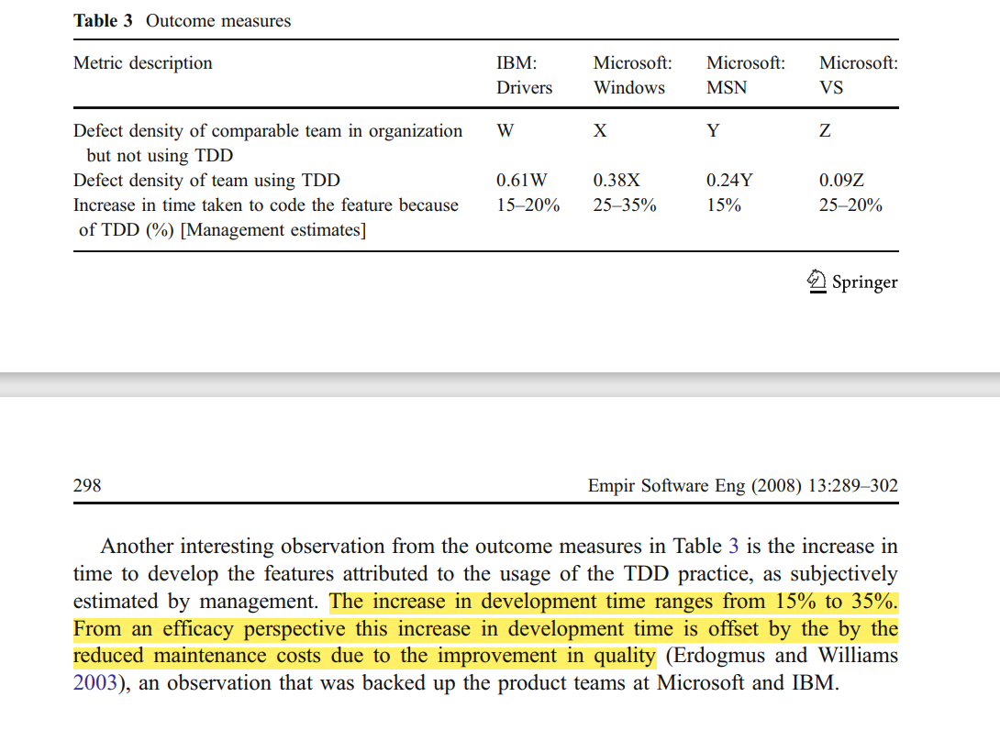 Table 3 Outcome measures
Metric description IBM: Drivers Microsoft: Windows Microsoft: MSN Microsoft: VS
Defect density of comparable team in organization W X Y Z
but not using TDD
Defect density of team using TDD 0.61W 0.38X 0.24Y 0.09Z
Increase in time taken to code the feature because 15–20% 25–35% 15% 25–20%
of TDD (%) [Management estimates]
Springer
298 Empir Software Eng (2008) 13:289–302
Another interesting observation from the outcome measures in Table 3 is the increase in
time to develop the features attributed to the usage of the TDD practice, as subjectively
estimated by management. The increase in development time ranges from 15% to 35%.
From an efficacy perspective this increase in development time is offset by the by the
reduced maintenance costs due to the improvement in quality (Erdogmus and Williams
2003), an observation that was backed up the product teams at Microsoft and IBM.